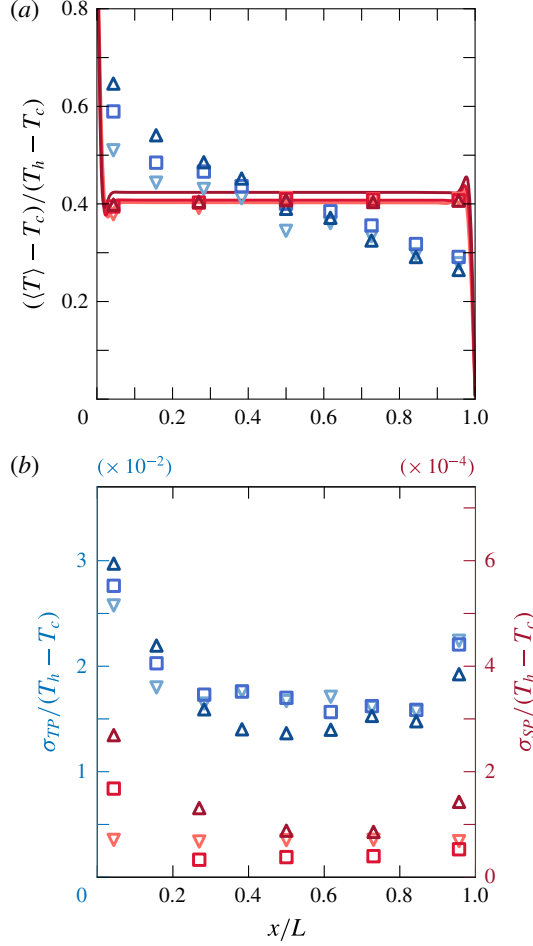 (a)
0.8
0.6
0.4
0.2
(⟨T⟩ − T_c)/(T_h − T_c)
0 0.2 0.4 0.6 0.8 1.0
(b)
(× 10⁻²) (× 10⁻⁴)
3 6
2 4
1 2
0 0
σ_TP/(T_h − T_c)
σ_SP/(T_h − T_c)
0.2 0.4 0.6 0.8 1.0
x/L